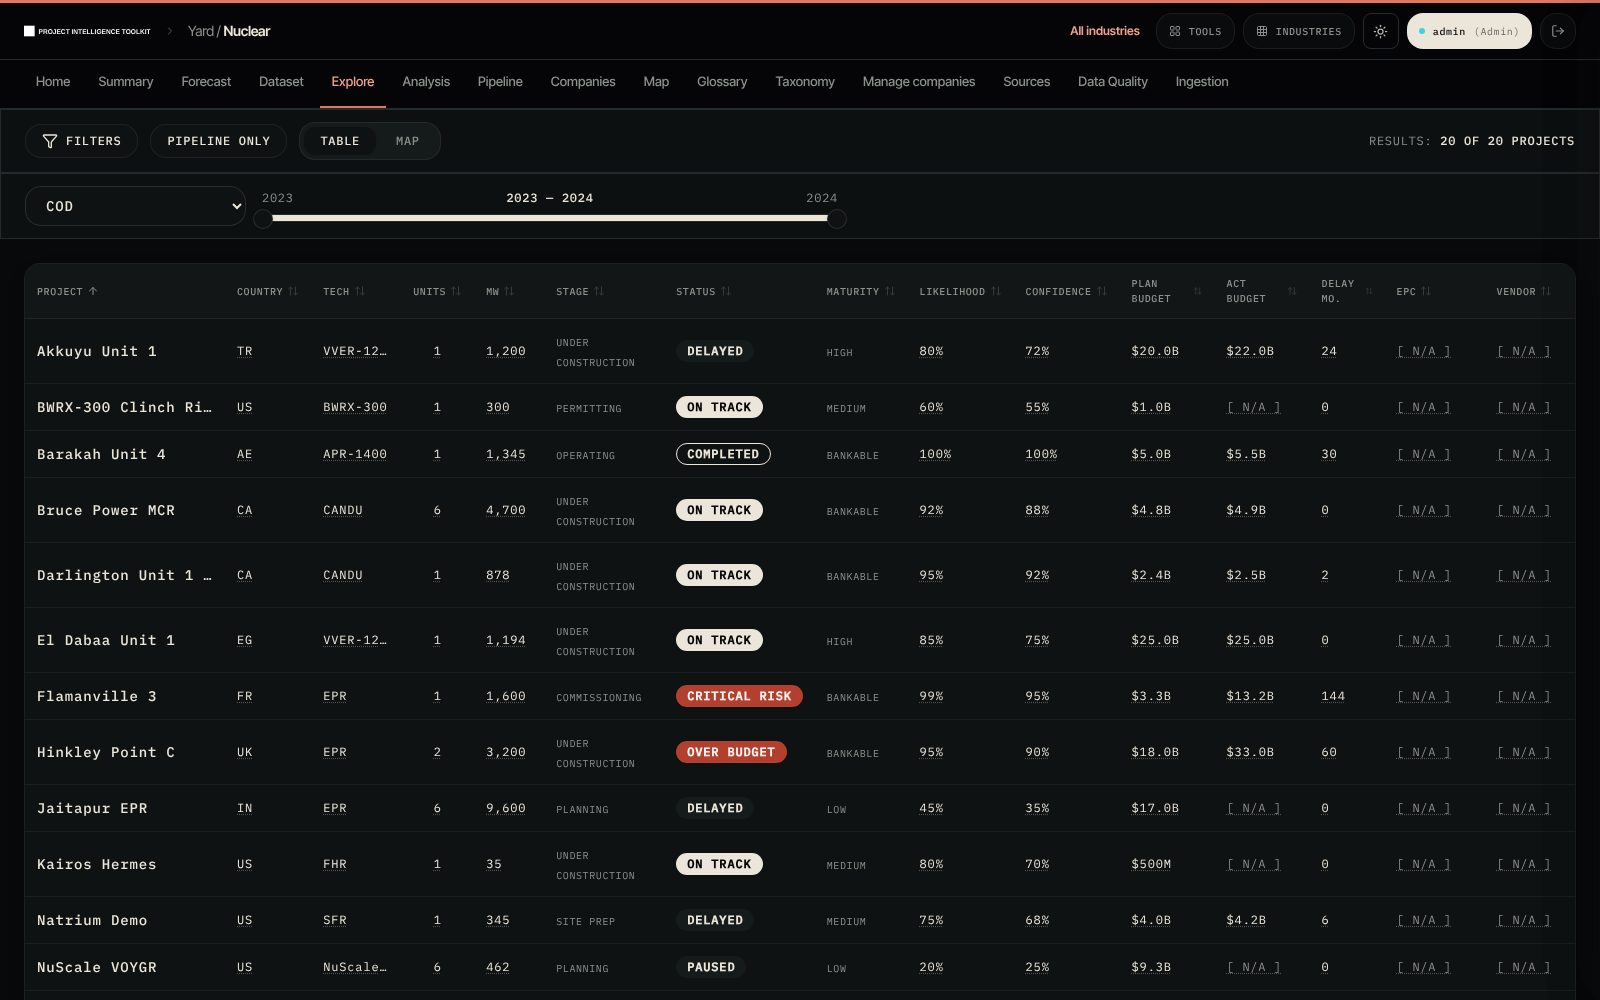 PROJECT INTELLIGENCE TOOLKIT > Yard / Nuclear All industries TOOLS INDUSTRIES admin (Admin)
Home Summary Forecast Dataset Explore Analysis Pipeline Companies Map Glossary Taxonomy Manage companies Sources Data Quality Ingestion
FILTERS PIPELINE ONLY TABLE MAP RESULTS: 20 OF 20 PROJECTS
COD 2023 2023 — 2024 2024
PROJECT ↑ COUNTRY TECH UNITS MW STAGE STATUS MATURITY LIKELIHOOD CONFIDENCE PLAN BUDGET ACT BUDGET DELAY MO. EPC VENDOR
Akkuyu Unit 1 TR VVER-12… 1 1,200 UNDER CONSTRUCTION DELAYED HIGH 80% 72% $20.0B $22.0B 24 [ N/A ] [ N/A ]
BWRX-300 Clinch Ri… US BWRX-300 1 300 PERMITTING ON TRACK MEDIUM 60% 55% $1.0B [ N/A ] 0 [ N/A ] [ N/A ]
Barakah Unit 4 AE APR-1400 1 1,345 OPERATING COMPLETED BANKABLE 100% 100% $5.0B $5.5B 30 [ N/A ] [ N/A ]
Bruce Power MCR CA CANDU 6 4,700 UNDER CONSTRUCTION ON TRACK BANKABLE 92% 88% $4.8B $4.9B 0 [ N/A ] [ N/A ]
Darlington Unit 1 … CA CANDU 1 878 UNDER CONSTRUCTION ON TRACK BANKABLE 95% 92% $2.4B $2.5B 2 [ N/A ] [ N/A ]
El Dabaa Unit 1 EG VVER-12… 1 1,194 UNDER CONSTRUCTION ON TRACK HIGH 85% 75% $25.0B $25.0B 0 [ N/A ] [ N/A ]
Flamanville 3 FR EPR 1 1,600 COMMISSIONING CRITICAL RISK BANKABLE 99% 95% $3.3B $13.2B 144 [ N/A ] [ N/A ]
Hinkley Point C UK EPR 2 3,200 UNDER CONSTRUCTION OVER BUDGET BANKABLE 95% 90% $18.0B $33.0B 60 [ N/A ] [ N/A ]
Jaitapur EPR IN EPR 6 9,600 PLANNING DELAYED LOW 45% 35% $17.0B [ N/A ] 0 [ N/A ] [ N/A ]
Kairos Hermes US FHR 1 35 UNDER CONSTRUCTION ON TRACK MEDIUM 80% 70% $500M [ N/A ] 0 [ N/A ] [ N/A ]
Natrium Demo US SFR 1 345 SITE PREP DELAYED MEDIUM 75% 68% $4.0B $4.2B 6 [ N/A ] [ N/A ]
NuScale VOYGR US NuScale… 6 462 PLANNING PAUSED LOW 20% 25% $9.3B [ N/A ] 0 [ N/A ] [ N/A ]